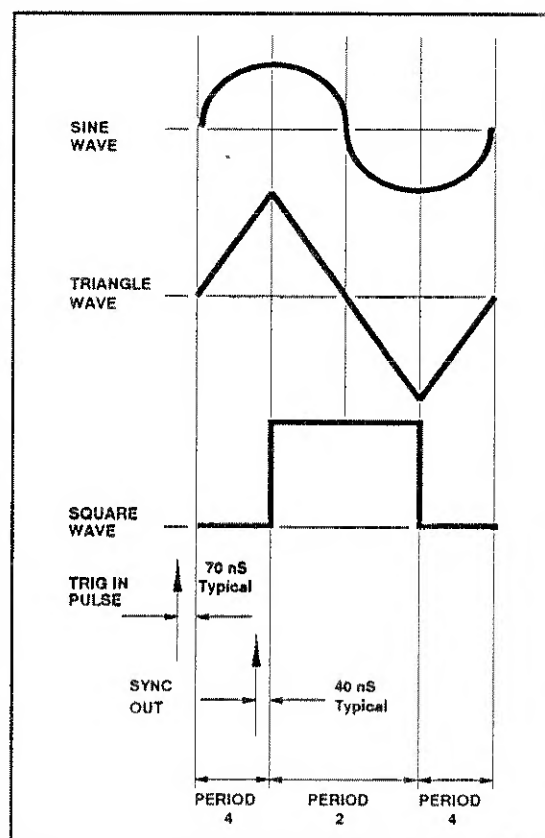 SINE
WAVE
TRIANGLE
WAVE
SQUARE
WAVE
TRIG IN
PULSE
70 nS
Typical
SYNC
OUT
40 nS
Typical
PERIOD
4
PERIOD
2
PERIOD
4